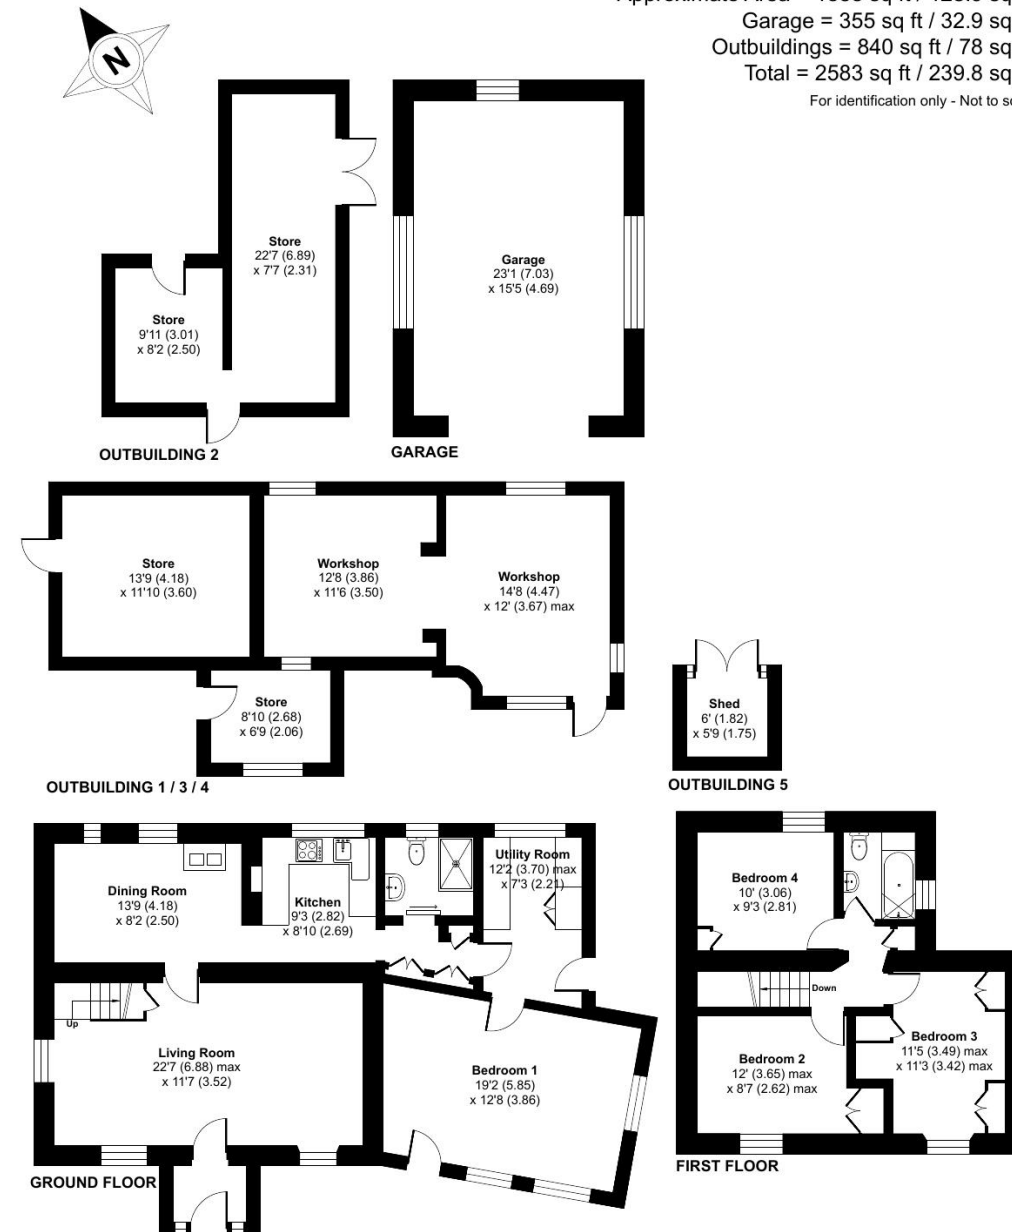 Garage = 355 sq ft / 32.9 sq
Outbuildings = 840 sq ft / 78 sq
Total = 2583 sq ft / 239.8 sq
For identification only - Not to
N
Store
22'7 (6.89)
x 7'7 (2.31)
Store
9'11 (3.01)
x 8'2 (2.50)
OUTBUILDING 2
Garage
23'1 (7.03)
x 15'5 (4.69)
GARAGE
Store
13'9 (4.18)
x 11'10 (3.60)
Workshop
12'8 (3.86)
x 11'6 (3.50)
Workshop
14'8 (4.47)
x 12' (3.67) max
Store
8'10 (2.68)
x 6'9 (2.06)
OUTBUILDING 1 / 3 / 4
Shed
6' (1.82)
x 5'9 (1.75)
OUTBUILDING 5
Dining Room
13'9 (4.18)
x 8'2 (2.50)
Kitchen
9'3 (2.82)
x 8'10 (2.69)
Utility Room
12'2 (3.70) max
x 7'3 (2.21)
Up
Living Room
22'7 (6.88) max
x 11'7 (3.52)
Bedroom 1
19'2 (5.85)
x 12'8 (3.86)
GROUND FLOOR
Bedroom 4
10' (3.06)
x 9'3 (2.81)
Down
Bedroom 2
12' (3.65) max
x 8'7 (2.62) max
Bedroom 3
11'5 (3.49) max
x 11'3 (3.42) max
FIRST FLOOR